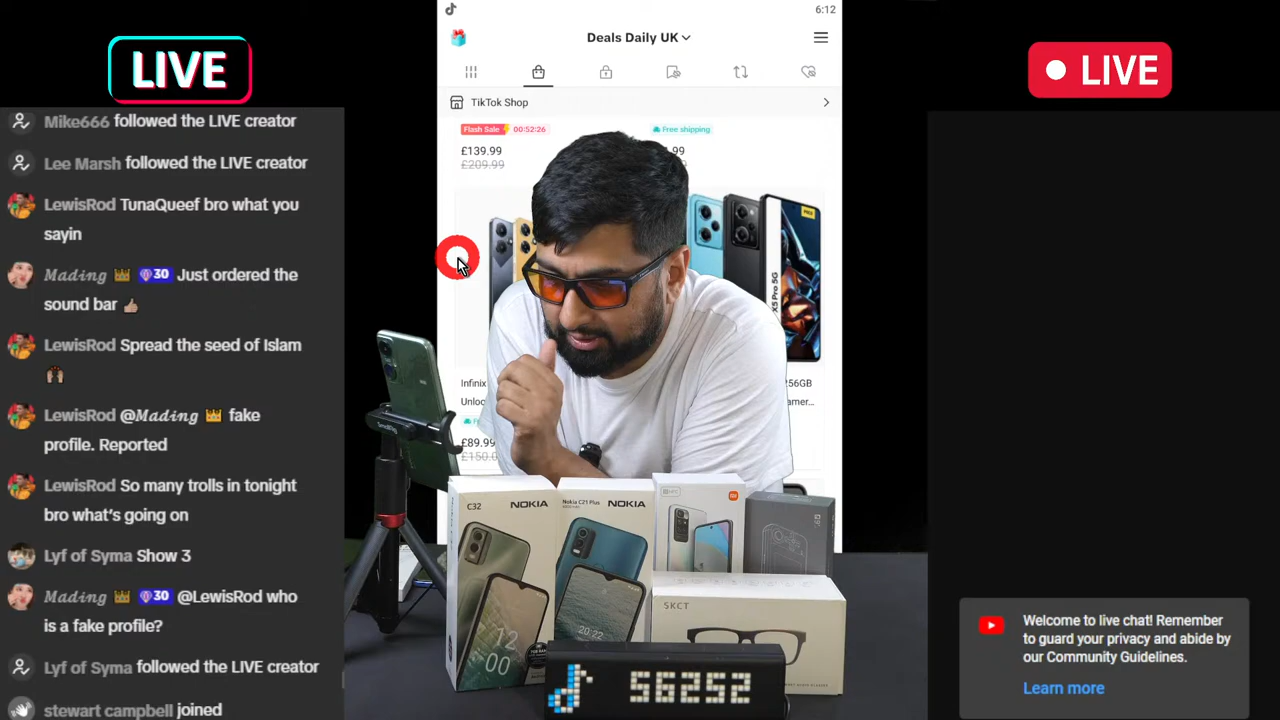 LIVE
Mike666 followed the LIVE creator
Lee Marsh followed the LIVE creator
LewisRod TunaQueef bro what you
sayin
Mading 30 Just ordered the
sound bar
LewisRod Spread the seed of Islam
LewisRod @Mading fake
profile. Reported
LewisRod So many trolls in tonight
bro what's going on
Lyf of Syma Show 3
Mading 30 @LewisRod who
is a fake profile?
Lyf of Syma followed the LIVE creator
stewart campbell joined
6:12
Deals Daily UK
TikTok Shop
Flash Sale 00:52:26
Free shipping
£139.99
.99
£209.99
X5 Pro 5G
Infinix
256GB
Unloc
amer...
£89.99
£150.0
C32 NOKIA
Nokia C21 Plus NOKIA
12
00
20:22
SKCT
56252
LIVE
Welcome to live chat! Remember
to guard your privacy and abide by
our Community Guidelines.
Learn more